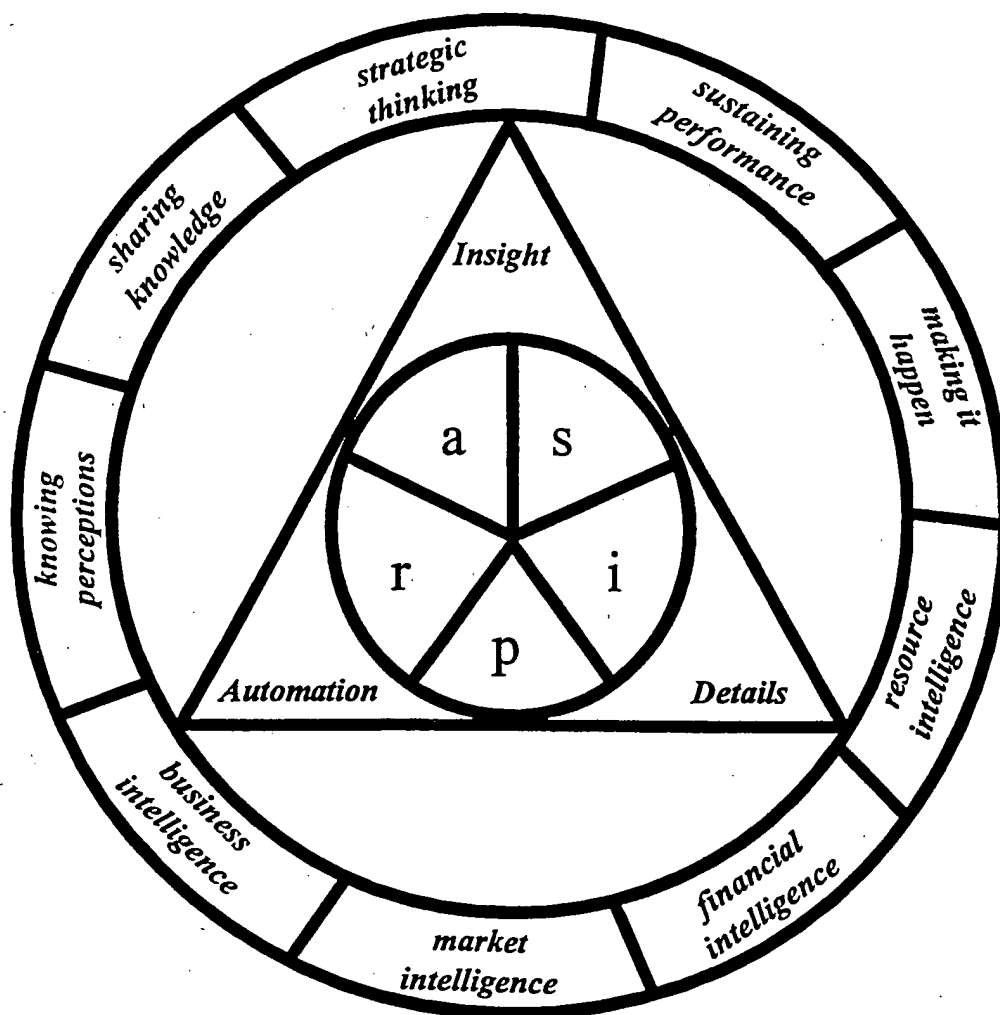 strategic
thinking
sustaining
performance
making it
happen
resource
intelligence
financial
intelligence
market
intelligence
business
intelligence
knowing
perceptions
sharing
knowledge
Insight
Automation
Details
a
s
i
p
r